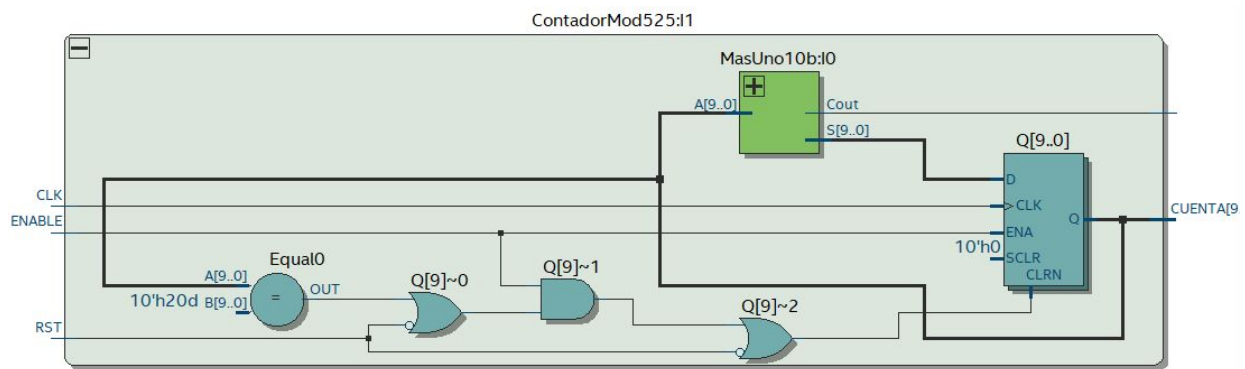 ContadorMod525:I1
MasUno10b:I0
A[9..0]
Cout
S[9..0]
Q[9..0]
D
CLK
CLK
ENABLE
Q
CUENTA[9
ENA
10'h0
SCLR
CLRN
Equal0
Q[9]~0
Q[9]~1
A[9..0]
OUT
10'h20d
B[9..0]
=
Q[9]~2
RST